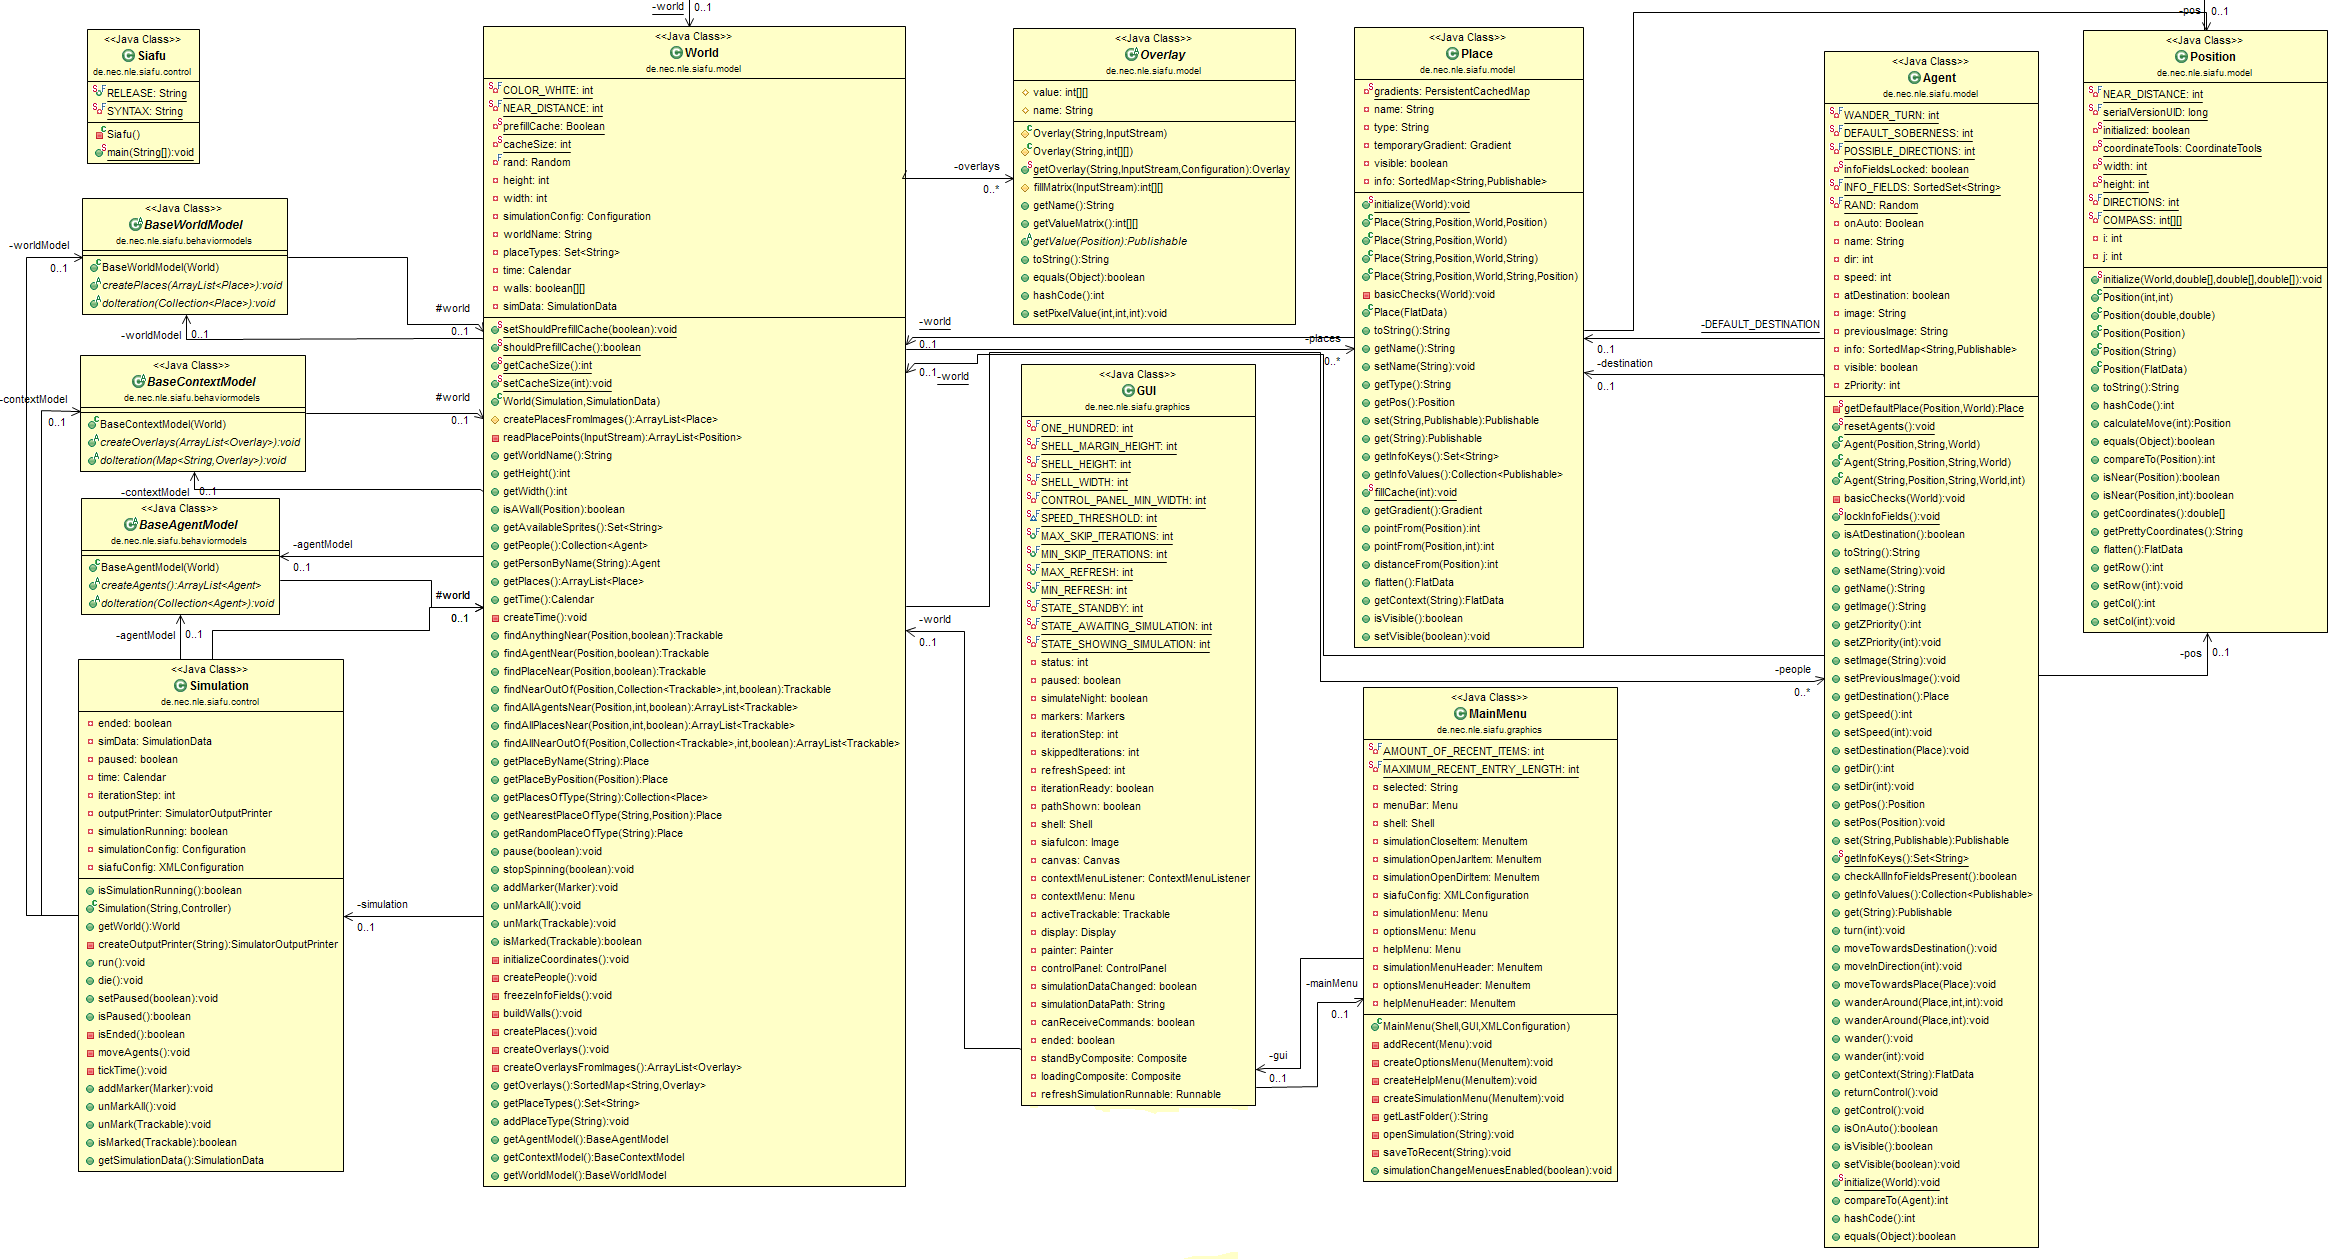 -world
0..1
<<Java Class>>
Siafu
de.nec.nle.siafu.control
RELEASE: String
SYNTAX: String
Siafu()
main(String[]):void
<<Java Class>>
BaseWorldModel
de.nec.nle.siafu.behaviormodels
BaseWorldModel(World)
createPlaces(ArrayList<Place>):void
doIteration(Collection<Place>):void
-worldModel
0..1
#world
0..1
-worldModel
0..1
<<Java Class>>
BaseContextModel
de.nec.nle.siafu.behaviormodels
BaseContextModel(World)
createOverlays(ArrayList<Overlay>):void
doIteration(Map<String,Overlay>):void
-contextModel
0..1
#world
0..1
-contextModel
0..1
<<Java Class>>
BaseAgentModel
de.nec.nle.siafu.behaviormodels
BaseAgentModel(World)
createAgents():ArrayList<Agent>
doIteration(Collection<Agent>):void
-agentModel
0..1
#world
0..1
-agentModel
0..1
<<Java Class>>
Simulation
de.nec.nle.siafu.control
ended: boolean
simData: SimulationData
paused: boolean
time: Calendar
iterationStep: int
outputPrinter: SimulatorOutputPrinter
simulationRunning: boolean
simulationConfig: Configuration
siafuConfig: XMLConfiguration
isSimulationRunning():boolean
Simulation(String,Controller)
getWorld():World
createOutputPrinter(String):SimulatorOutputPrinter
run():void
die():void
setPaused(boolean):void
isPaused():boolean
isEnded():boolean
moveAgents():void
tickTime():void
addMarker(Marker):void
unMarkAll():void
unMark(Trackable):void
isMarked(Trackable):boolean
getSimulationData():SimulationData
-simulation
0..1
<<Java Class>>
World
de.nec.nle.siafu.model
COLOR_WHITE: int
NEAR_DISTANCE: int
prefillCache: Boolean
cacheSize: int
rand: Random
height: int
width: int
simulationConfig: Configuration
worldName: String
placeTypes: Set<String>
time: Calendar
walls: boolean[][]
simData: SimulationData
setShouldPrefillCache(boolean):void
shouldPrefillCache():boolean
getCacheSize():int
setCacheSize(int):void
World(Simulation,SimulationData)
createPlacesFromImages():ArrayList<Place>
readPlacePoints(InputStream):ArrayList<Position>
getWorldName():String
getHeight():int
getWidth():int
isAWall(Position):boolean
getAvailableSprites():Set<String>
getPeople():Collection<Agent>
getPersonByName(String):Agent
getPlaces():ArrayList<Place>
getTime():Calendar
createTime():void
findAnythingNear(Position,boolean):Trackable
findAgentNear(Position,boolean):Trackable
findPlaceNear(Position,boolean):Trackable
findNearOutOf(Position,Collection<Trackable>,int,boolean):Trackable
findAllAgentsNear(Position,int,boolean):ArrayList<Trackable>
findAllPlacesNear(Position,int,boolean):ArrayList<Trackable>
findAllNearOutOf(Position,Collection<Trackable>,int,boolean):ArrayList<Trackable>
getPlaceByName(String):Place
getPlaceByPosition(Position):Place
getPlacesOfType(String):Collection<Place>
getNearestPlaceOfType(String,Position):Place
getRandomPlaceOfType(String):Place
pause(boolean):void
stopSpinning(boolean):void
addMarker(Marker):void
unMarkAll():void
unMark(Trackable):void
isMarked(Trackable):boolean
initializeCoordinates():void
createPeople():void
freezeInfoFields():void
buildWalls():void
createPlaces():void
createOverlays():void
createOverlaysFromImages():ArrayList<Overlay>
getOverlays():SortedMap<String,Overlay>
getPlaceTypes():Set<String>
addPlaceType(String):void
getAgentModel():BaseAgentModel
getContextModel():BaseContextModel
getWorldModel():BaseWorldModel
-overlays
0..*
<<Java Class>>
Overlay
de.nec.nle.siafu.model
value: int[][]
name: String
Overlay(String,InputStream)
Overlay(String,int[][])
getOverlay(String,InputStream,Configuration):Overlay
fillMatrix(InputStream):int[][]
getName():String
getValueMatrix():int[][]
getValue(Position):Publishable
toString():String
equals(Object):boolean
hashCode():int
setPixelValue(int,int,int):void
-world
0..1
-places
0..*
0..1
-world
<<Java Class>>
GUI
de.nec.nle.siafu.graphics
ONE_HUNDRED: int
SHELL_MARGIN_HEIGHT: int
SHELL_HEIGHT: int
SHELL_WIDTH: int
CONTROL_PANEL_MIN_WIDTH: int
SPEED_THRESHOLD: int
MAX_SKIP_ITERATIONS: int
MIN_SKIP_ITERATIONS: int
MAX_REFRESH: int
MIN_REFRESH: int
STATE_STANDBY: int
STATE_AWAITING_SIMULATION: int
STATE_SHOWING_SIMULATION: int
status: int
paused: boolean
simulateNight: boolean
markers: Markers
iterationStep: int
skippedIterations: int
refreshSpeed: int
iterationReady: boolean
pathShown: boolean
shell: Shell
siafuIcon: Image
canvas: Canvas
contextMenuListener: ContextMenuListener
contextMenu: Menu
activeTrackable: Trackable
display: Display
painter: Painter
controlPanel: ControlPanel
simulationDataChanged: boolean
simulationDataPath: String
canReceiveCommands: boolean
ended: boolean
standByComposite: Composite
loadingComposite: Composite
refreshSimulationRunnable: Runnable
-world
0..1
<<Java Class>>
Place
de.nec.nle.siafu.model
gradients: PersistentCachedMap
name: String
type: String
temporaryGradient: Gradient
visible: boolean
info: SortedMap<String,Publishable>
initialize(World):void
Place(String,Position,World,Position)
Place(String,Position,World)
Place(String,Position,World,String)
Place(String,Position,World,String,Position)
basicChecks(World):void
Place(FlatData)
toString():String
getName():String
setName(String):void
getType():String
getPos():Position
set(String,Publishable):Publishable
get(String):Publishable
getInfoKeys():Set<String>
getInfoValues():Collection<Publishable>
fillCache(int):void
getGradient():Gradient
pointFrom(Position):int
pointFrom(Position,int):int
distanceFrom(Position):int
flatten():FlatData
getContext(String):FlatData
isVisible():boolean
setVisible(boolean):void
<<Java Class>>
MainMenu
de.nec.nle.siafu.graphics
AMOUNT_OF_RECENT_ITEMS: int
MAXIMUM_RECENT_ENTRY_LENGTH: int
selected: String
menuBar: Menu
shell: Shell
simulationCloseItem: MenuItem
simulationOpenJarItem: MenuItem
simulationOpenDirItem: MenuItem
siafuConfig: XMLConfiguration
simulationMenu: Menu
optionsMenu: Menu
helpMenu: Menu
simulationMenuHeader: MenuItem
optionsMenuHeader: MenuItem
helpMenuHeader: MenuItem
MainMenu(Shell,GUI,XMLConfiguration)
addRecent(Menu):void
createOptionsMenu(MenuItem):void
createHelpMenu(MenuItem):void
createSimulationMenu(MenuItem):void
getLastFolder():String
openSimulation(String):void
saveToRecent(String):void
simulationChangeMenuesEnabled(boolean):void
-mainMenu
0..1
-gui
0..1
-DEFAULT_DESTINATION
0..1
-destination
0..1
-people
0..*
<<Java Class>>
Agent
de.nec.nle.siafu.model
WANDER_TURN: int
DEFAULT_SOBERNESS: int
POSSIBLE_DIRECTIONS: int
infoFieldsLocked: boolean
INFO_FIELDS: SortedSet<String>
RAND: Random
onAuto: Boolean
name: String
dir: int
speed: int
atDestination: boolean
image: String
previousImage: String
info: SortedMap<String,Publishable>
visible: boolean
zPriority: int
getDefaultPlace(Position,World):Place
resetAgents():void
Agent(Position,String,World)
Agent(String,Position,String,World)
Agent(String,Position,String,World,int)
basicChecks(World):void
lockInfoFields():void
isAtDestination():boolean
toString():String
setName(String):void
getName():String
getImage():String
getZPriority():int
setZPriority(int):void
setImage(String):void
setPreviousImage():void
getDestination():Place
getSpeed():int
setSpeed(int):void
setDestination(Place):void
getDir():int
setDir(int):void
getPos():Position
setPos(Position):void
set(String,Publishable):Publishable
getInfoKeys():Set<String>
checkAllInfoFieldsPresent():boolean
getInfoValues():Collection<Publishable>
get(String):Publishable
turn(int):void
moveTowardsDestination():void
moveInDirection(int):void
moveTowardsPlace(Place):void
wanderAround(Place,int,int):void
wanderAround(Place,int):void
wander():void
wander(int):void
getContext(String):FlatData
returnControl():void
getControl():void
isOnAuto():boolean
isVisible():boolean
setVisible(boolean):void
initialize(World):void
compareTo(Agent):int
hashCode():int
equals(Object):boolean
-pos
0..1
<<Java Class>>
Position
de.nec.nle.siafu.model
NEAR_DISTANCE: int
serialVersionUID: long
initialized: boolean
coordinateTools: CoordinateTools
width: int
height: int
DIRECTIONS: int
COMPASS: int[][]
i: int
j: int
initialize(World,double[],double[],double[]):void
Position(int,int)
Position(double,double)
Position(Position)
Position(String)
Position(FlatData)
toString():String
hashCode():int
calculateMove(int):Position
equals(Object):boolean
compareTo(Position):int
isNear(Position):boolean
isNear(Position,int):boolean
getCoordinates():double[]
getPrettyCoordinates():String
flatten():FlatData
getRow():int
setRow(int):void
getCol():int
setCol(int):void
-pos
0..1